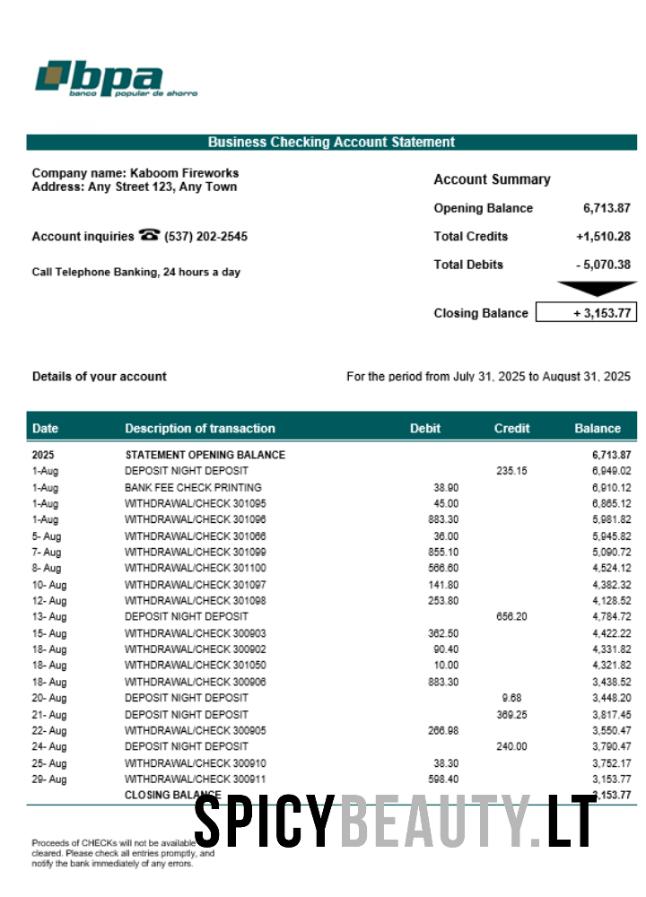 bpa
banco popular de ahorro
Business Checking Account Statement
Company name: Kaboom Fireworks
Address: Any Street 123, Any Town
Account inquiries ☎ (537) 202-2545
Call Telephone Banking, 24 hours a day
Account Summary
Opening Balance 6,713.87
Total Credits +1,510.28
Total Debits - 5,070.38
Closing Balance + 3,153.77
Details of your account For the period from July 31, 2025 to August 31, 2025
Date Description of transaction Debit Credit Balance
2025 STATEMENT OPENING BALANCE 6,713.87
1-Aug DEPOSIT NIGHT DEPOSIT 235.15 6,949.02
1-Aug BANK FEE CHECK PRINTING 38.90 6,910.12
1-Aug WITHDRAWAL/CHECK 301095 45.00 6,865.12
1-Aug WITHDRAWAL/CHECK 301096 883.30 5,981.82
5- Aug WITHDRAWAL/CHECK 301066 36.00 5,945.82
7- Aug WITHDRAWAL/CHECK 301099 855.10 5,090.72
8- Aug WITHDRAWAL/CHECK 301100 566.60 4,524.12
10- Aug WITHDRAWAL/CHECK 301097 141.80 4,382.32
12- Aug WITHDRAWAL/CHECK 301098 253.80 4,128.52
13- Aug DEPOSIT NIGHT DEPOSIT 656.20 4,784.72
15- Aug WITHDRAWAL/CHECK 300903 362.50 4,422.22
18- Aug WITHDRAWAL/CHECK 300902 90.40 4,331.82
18- Aug WITHDRAWAL/CHECK 301050 10.00 4,321.82
18- Aug WITHDRAWAL/CHECK 300906 883.30 3,438.52
20- Aug DEPOSIT NIGHT DEPOSIT 9.68 3,448.20
21- Aug DEPOSIT NIGHT DEPOSIT 369.25 3,817.45
22- Aug WITHDRAWAL/CHECK 300905 266.98 3,550.47
24- Aug DEPOSIT NIGHT DEPOSIT 240.00 3,790.47
25- Aug WITHDRAWAL/CHECK 300910 38.30 3,752.17
29- Aug WITHDRAWAL/CHECK 300911 598.40 3,153.77
CLOSING BALANCE 3,153.77
SPICYBEAUTY.LT
Proceeds of CHECKs will not be available
cleared. Please check all entries promptly, and
notify the bank immediately of any errors.